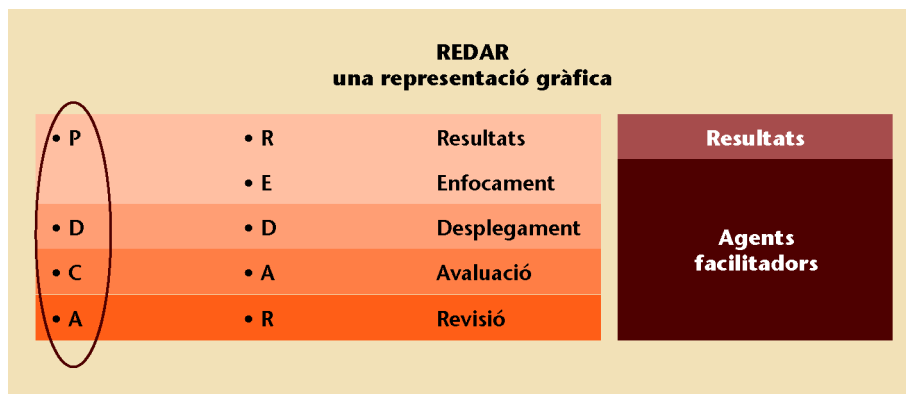 REDAR
una representació gràfica
• P • R Resultats Resultats
• E Enfocament
• D • D Desplegament
Agents
facilitadors
• C • A Avaluació
• A • R Revisió